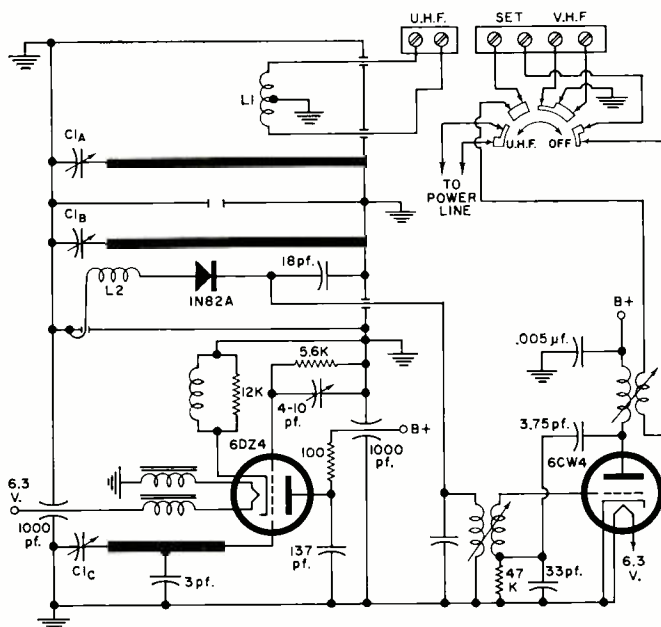 U.H.F.
SET V.H.F
L1
C1A
U.H.F. OFF
TO
POWER
LINE
C1B
18pf.
L2
1N82A
B+
.005µf.
5.6K
12K
4-10
pf.
B+
3.75pf.
6DZ4
100
1000
pf.
6CW4
6.3
V.
1000
pf.
C1C
3pf.
137
pf.
47
K
33pf.
6.3
V.